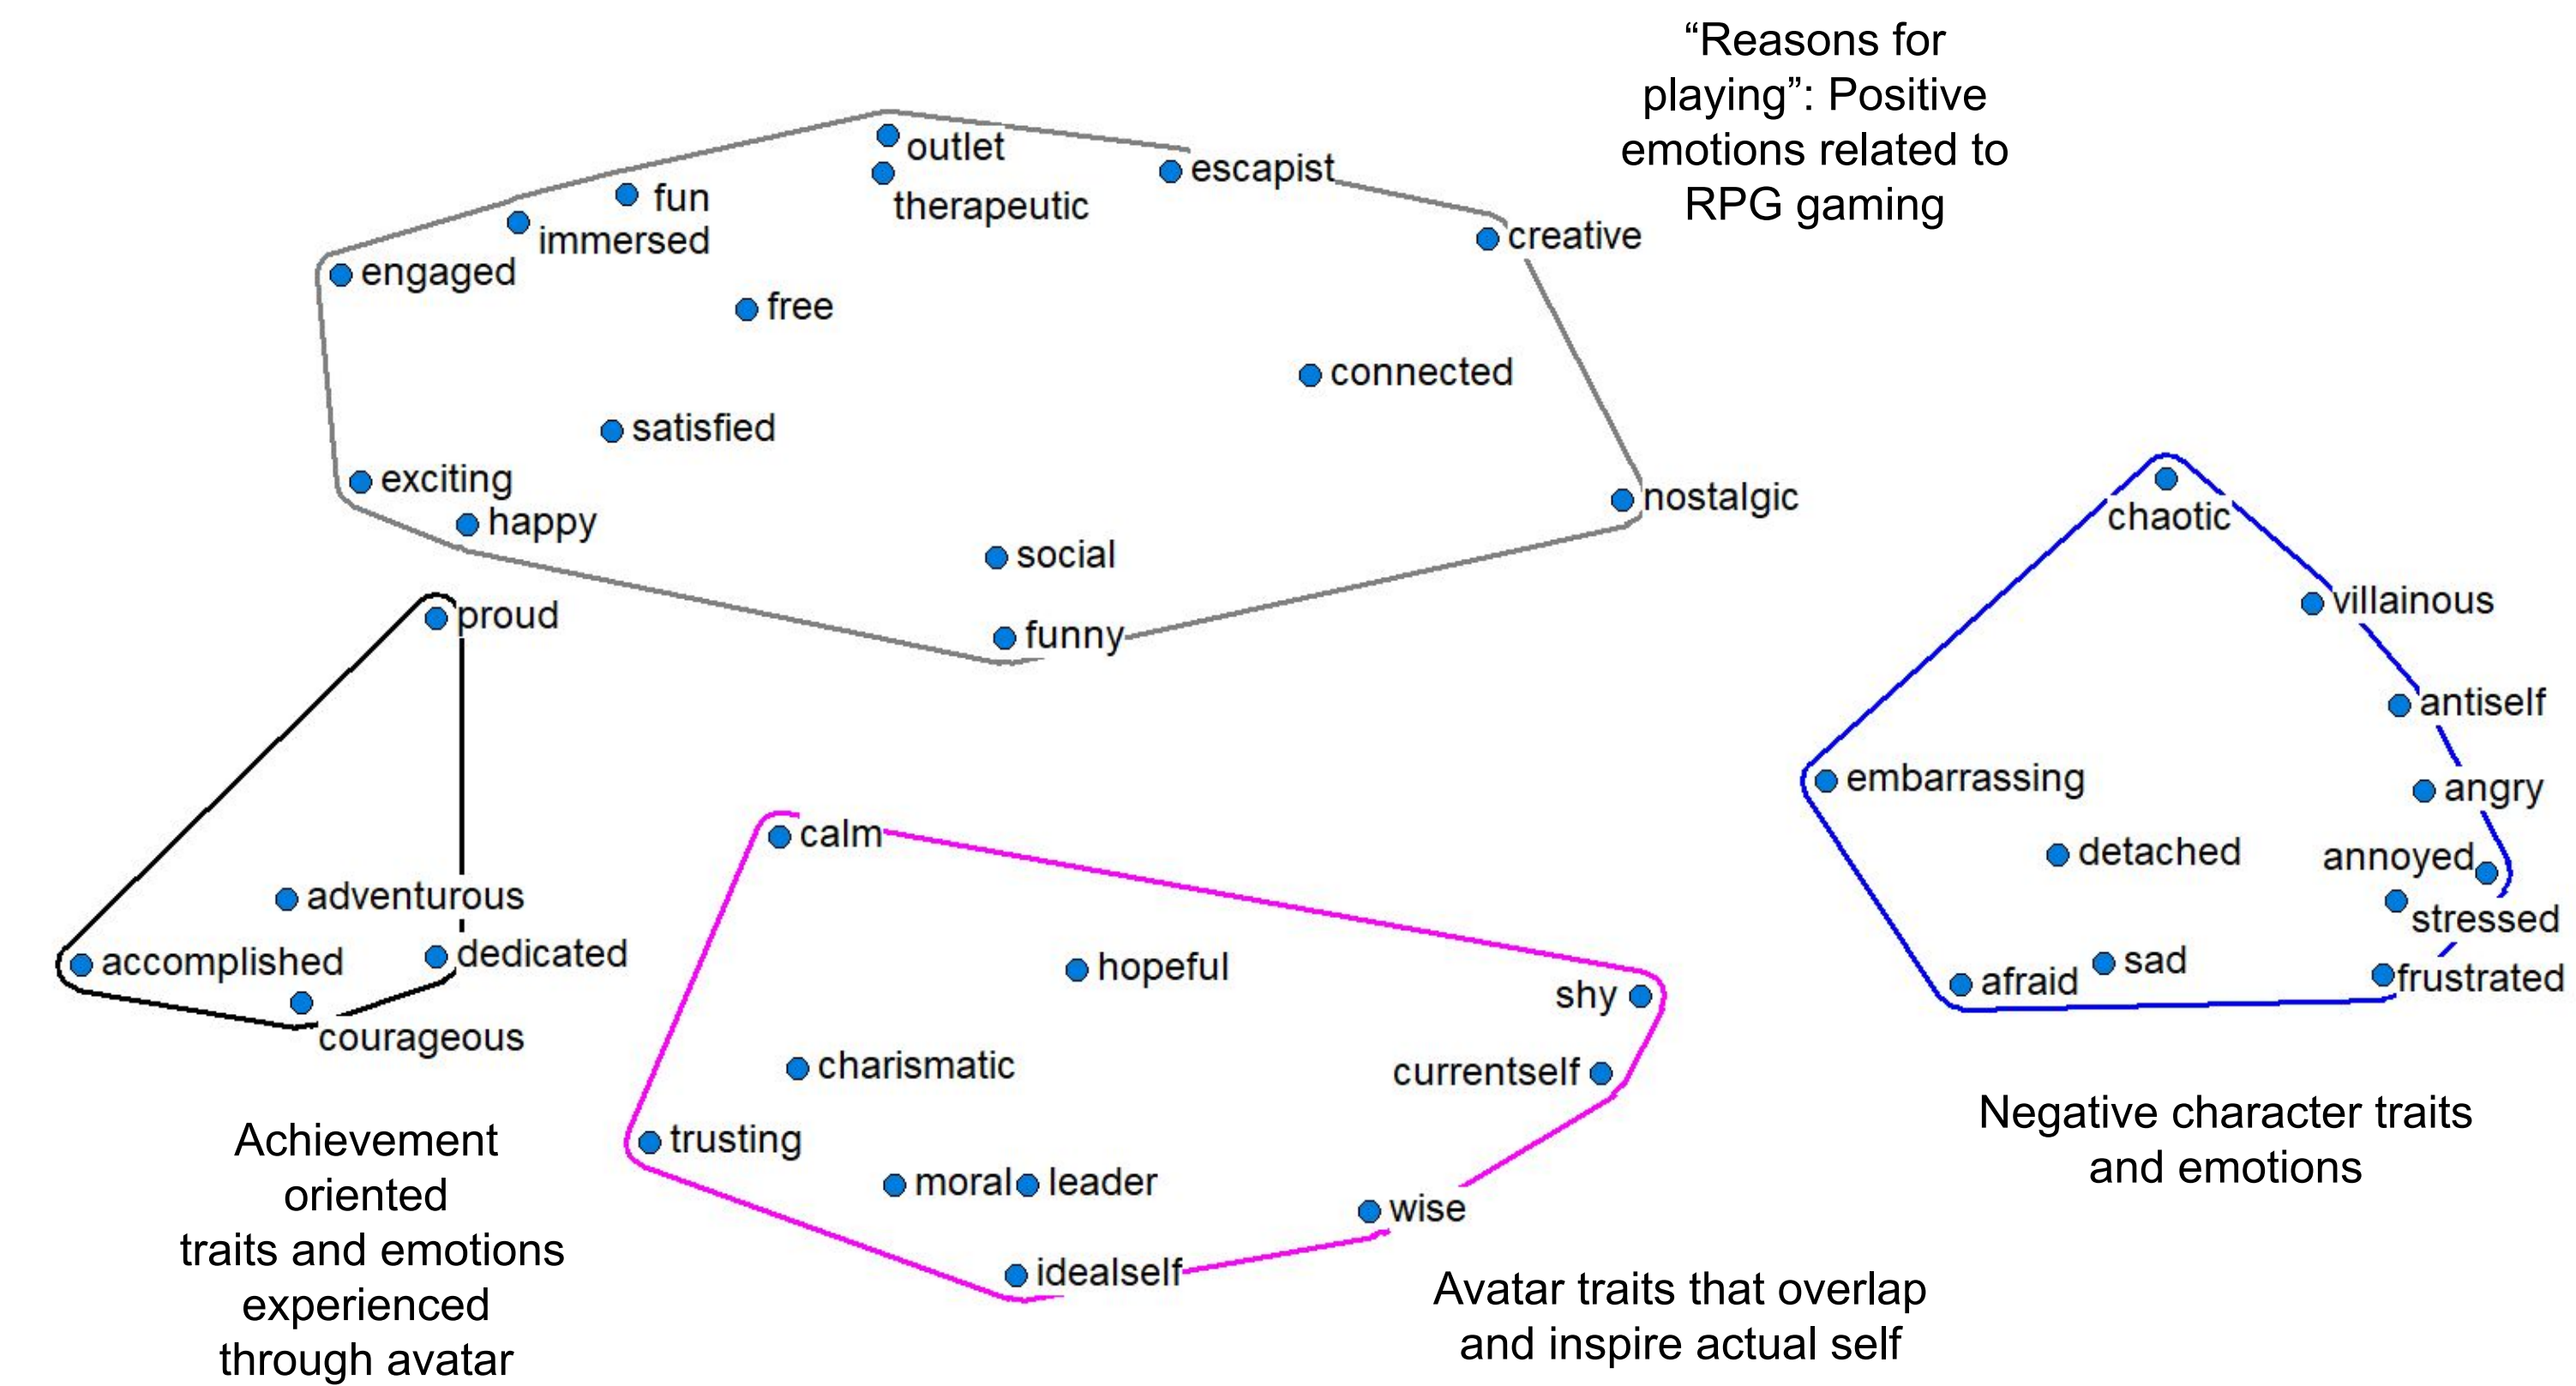 “Reasons for
playing”: Positive
emotions related to
RPG gaming
outlet
therapeutic
escapist
fun
immersed
engaged
creative
free
connected
satisfied
exciting
happy
nostalgic
social
funny
chaotic
villainous
antiself
embarrassing
angry
detached
annoyed
stressed
afraid
sad
frustrated
Negative character traits
and emotions
proud
adventurous
accomplished
dedicated
courageous
Achievement
oriented
traits and emotions
experienced
through avatar
calm
hopeful
shy
charismatic
currentself
trusting
moral
leader
wise
idealself
Avatar traits that overlap
and inspire actual self